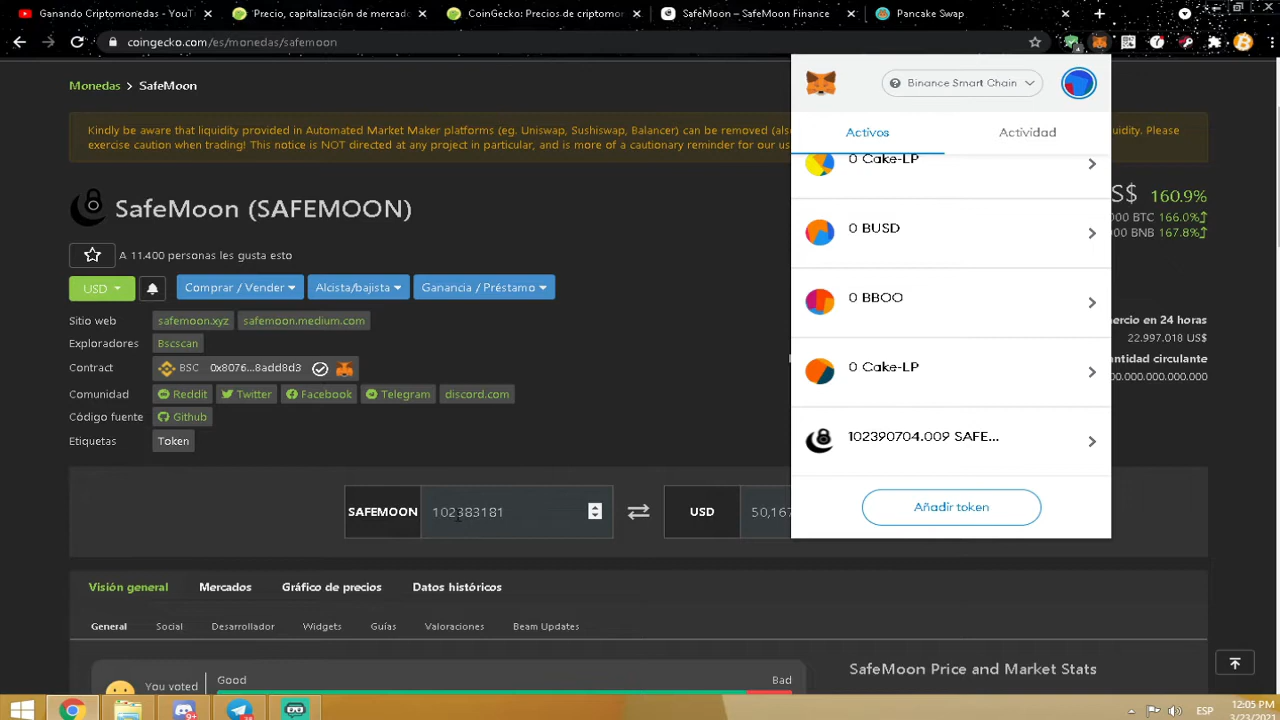 Ganando Criptomonedas - YouT
Precio, capitalización de mercado
CoinGecko: Precios de criptomo
SafeMoon – SafeMoon Finance
Pancake Swap
coingecko.com/es/monedas/safemoon
Monedas > SafeMoon
Kindly be aware that liquidity provided in Automated Market Maker platforms (eg. Uniswap, Sushiswap, Balancer) can be removed (also
liquidity. Please
exercise caution when trading! This notice is NOT directed at any project in particular, and is more of a cautionary reminder for our us
SafeMoon (SAFEMOON)
S$ 160.9%
000 BTC 166.0%
000 BNB 167.8%
A 11.400 personas les gusta esto
USD
Comprar / Vender
Alcista/bajista
Ganancia / Préstamo
Sitio web safemoon.xyz safemoon.medium.com
Exploradores Bscscan
Contract BSC 0x8076...8add8d3
Comunidad Reddit Twitter Facebook Telegram discord.com
Código fuente Github
Etiquetas Token
ercio en 24 horas
22.997.018 US$
antidad circulante
00.000.000.000.000
SAFEMOON 102383181
USD 50,167
Binance Smart Chain
Activos
Actividad
0 Cake-LP
0 BUSD
0 BBOO
0 Cake-LP
102390704.009 SAFE...
Añadir token
Visión general Mercados Gráfico de precios Datos históricos
General Social Desarrollador Widgets Guías Valoraciones Beam Updates
You voted
Good
Bad
SafeMoon Price and Market Stats
ESP
12:05 PM
3/23/2021